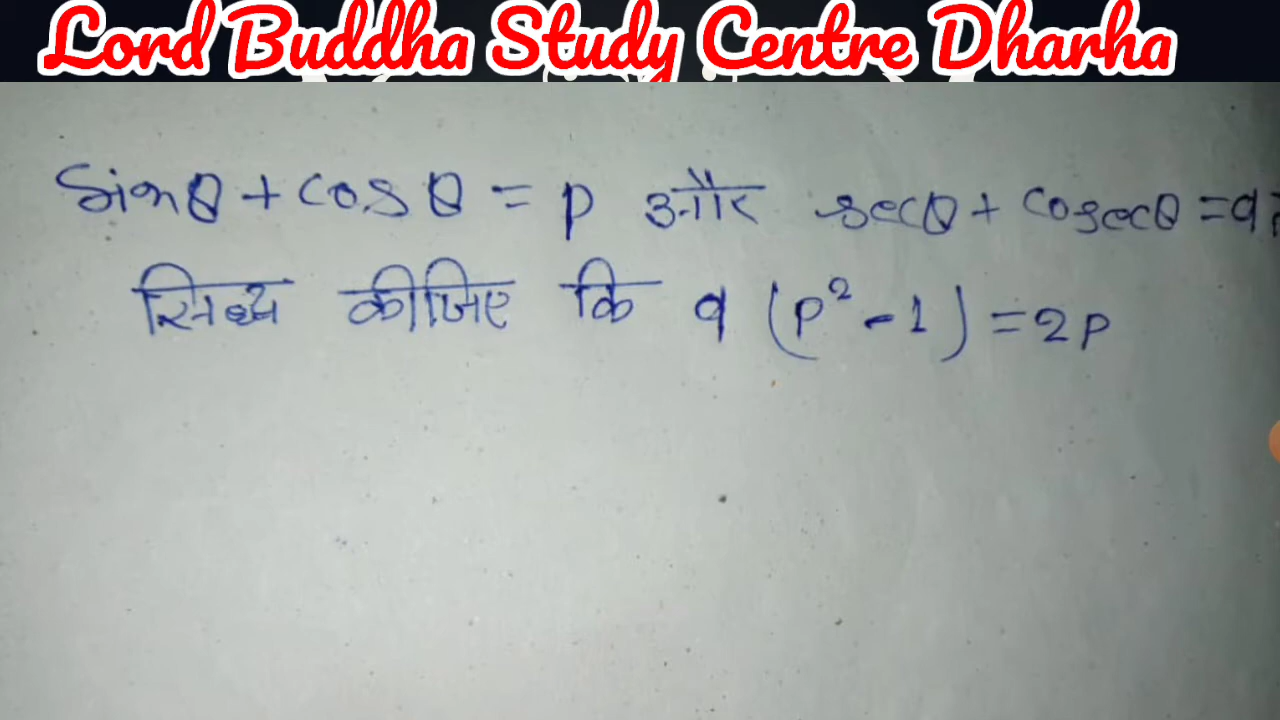 Lord Buddha Study Centre Dharha
Sinθ + Cosθ = p और secθ + Cosecθ = q
सिध्द कीजिए कि q (p² - 1) = 2p